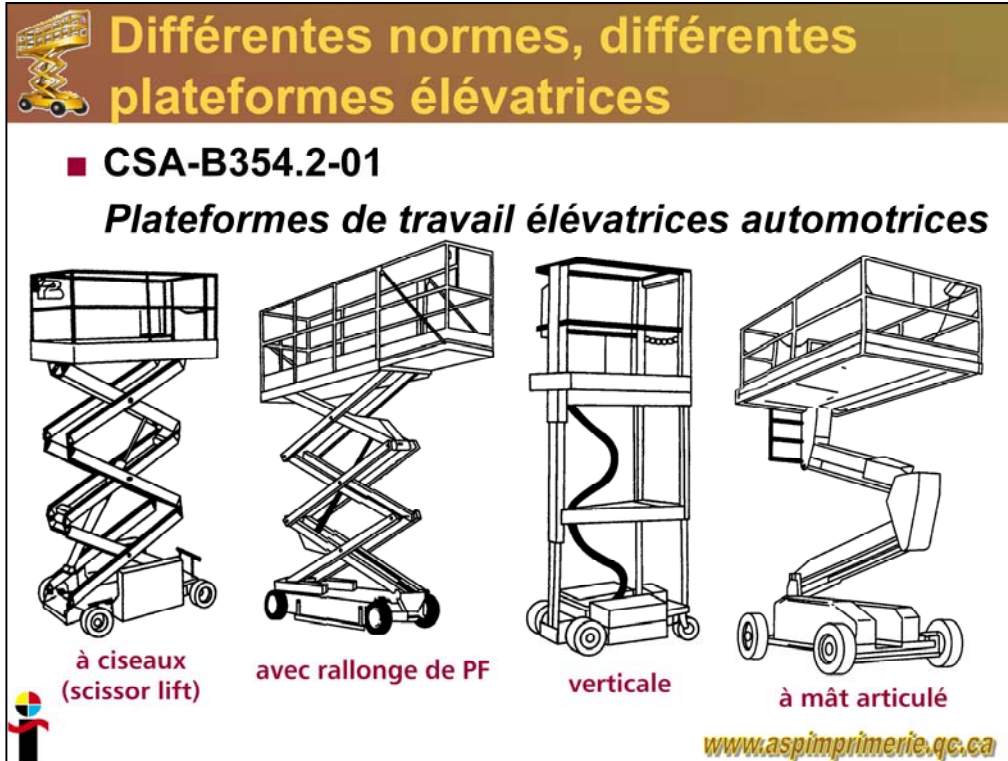 Différentes normes, différentes
plateformes élévatrices
■ CSA-B354.2-01
Plateformes de travail élévatrices automotrices
à ciseaux
(scissor lift)
avec rallonge de PF
verticale
à mât articulé
www.aspimprimerie.qc.ca